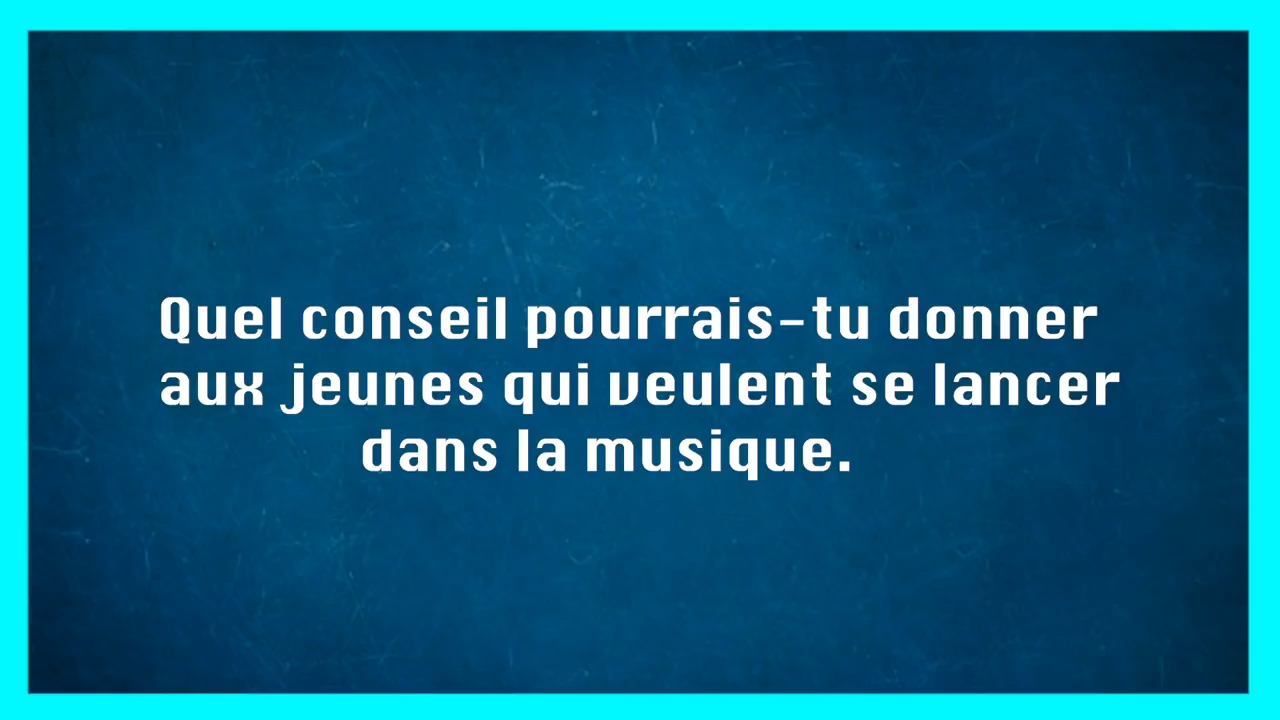 Quel conseil pourrais-tu donner
aux jeunes qui veulent se lancer
dans la musique.